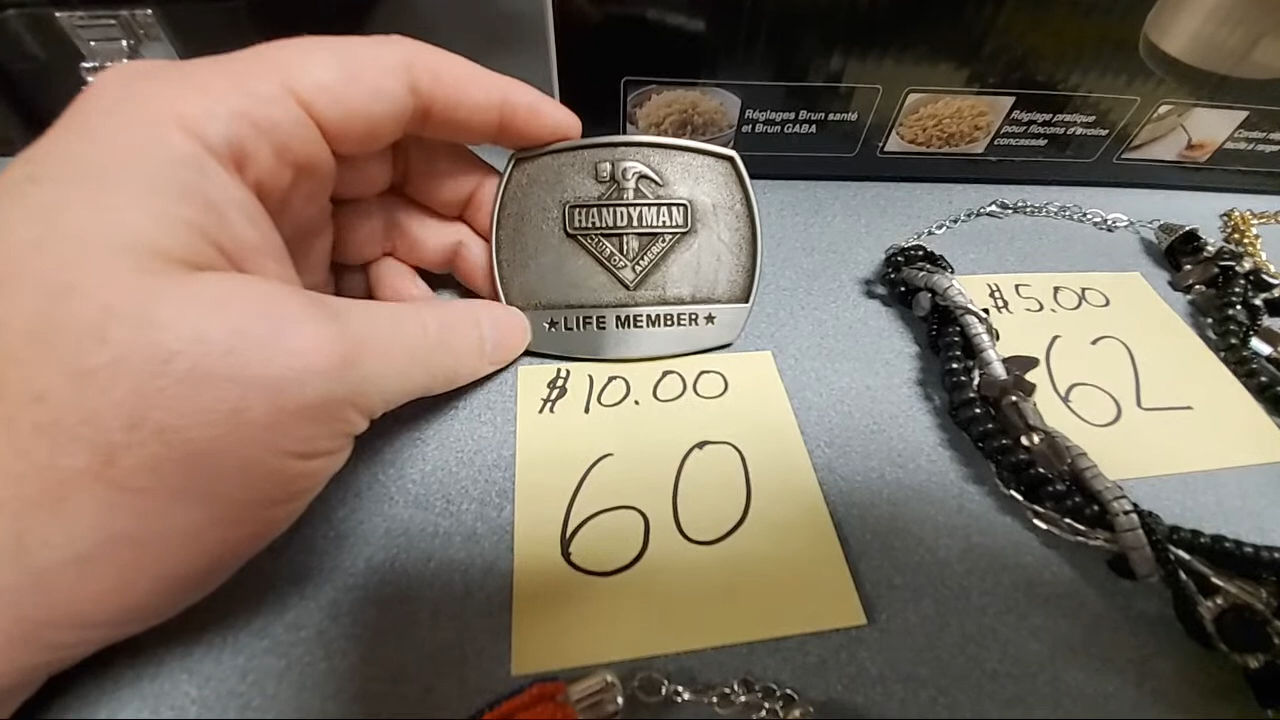 Réglages Brun santé
et Brun GABA
Réglage pratique
pour flocons d'avoine
concassée
HANDYMAN
CLUB OF AMERICA
★LIFE MEMBER★
$10.00
60
$5.00
62